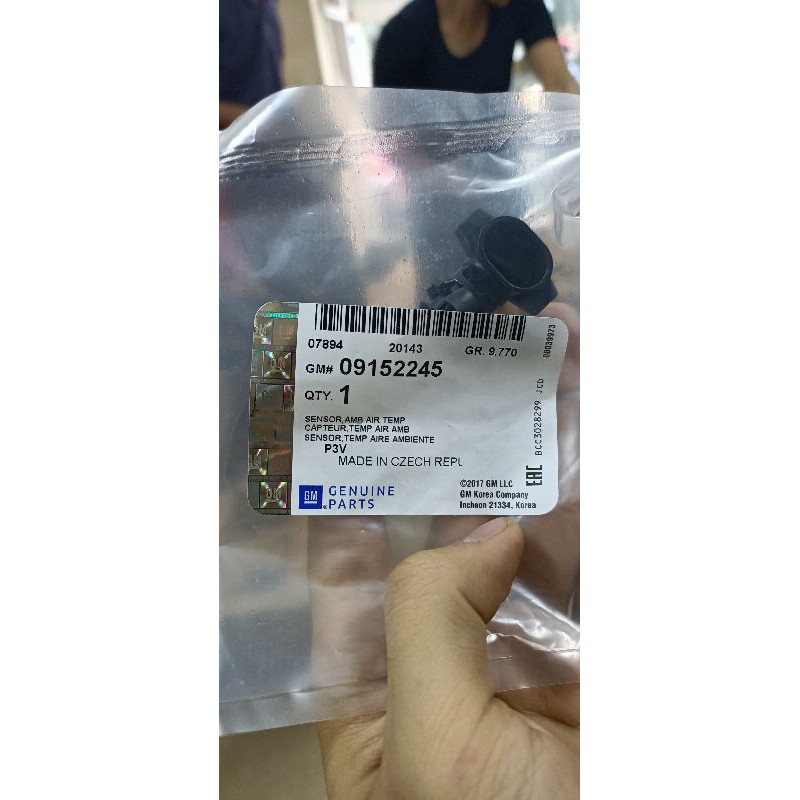 07894 20143 GR. 9.770
GM# 09152245
QTY. 1
SENSOR,AMB AIR TEMP
CAPTEUR,TEMP AIR AMB
SENSOR,TEMP AIRE AMBIENTE
P3V
MADE IN CZECH REPU
GM GENUINE
PARTS
©2017 GM LLC
GM Korea Company
Incheon 21334, Korea
EAC
BCC3028299 JCD
08039973